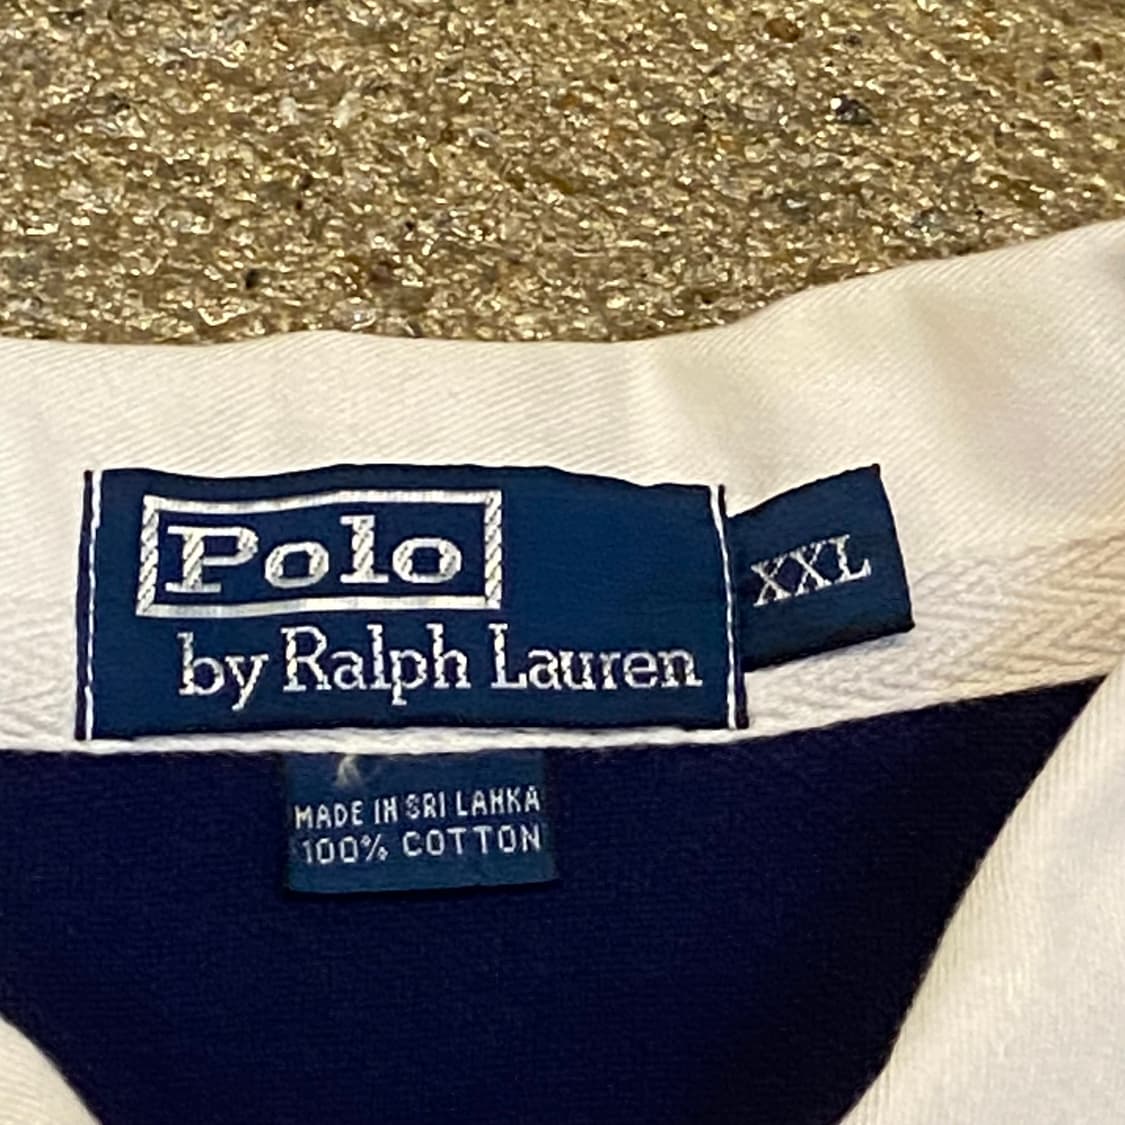 Polo
by Ralph Lauren
XXL
MADE IN SRI LANKA
100% COTTON